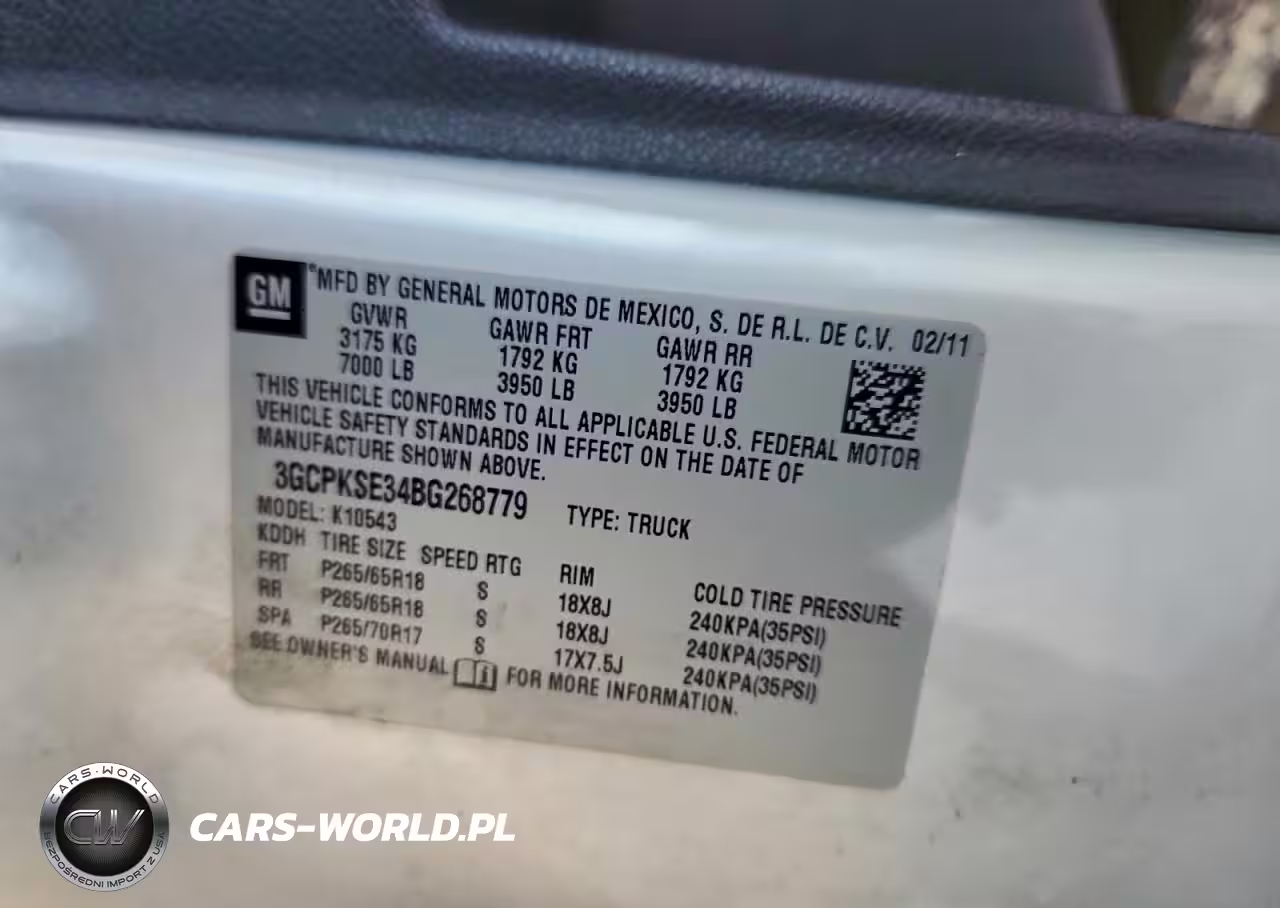 GM
MFD BY GENERAL MOTORS DE MEXICO, S. DE R.L. DE C.V. 02/11
GVWR GAWR FRT GAWR RR
3175 KG 1792 KG 1792 KG
7000 LB 3950 LB 3950 LB
THIS VEHICLE CONFORMS TO ALL APPLICABLE U.S. FEDERAL MOTOR
VEHICLE SAFETY STANDARDS IN EFFECT ON THE DATE OF
MANUFACTURE SHOWN ABOVE.
3GCPKSE34BG268779 TYPE: TRUCK
MODEL: K10543
KDDH TIRE SIZE SPEED RTG RIM COLD TIRE PRESSURE
FRT P265/65R18 S 18X8J 240KPA(35PSI)
RR P265/65R18 S 18X8J 240KPA(35PSI)
SPA P265/70R17 S 17X7.5J 240KPA(35PSI)
SEE OWNER'S MANUAL FOR MORE INFORMATION.
CARS-WORLD
CW
BEZPOŚREDNI IMPORT Z USA
CARS-WORLD.PL